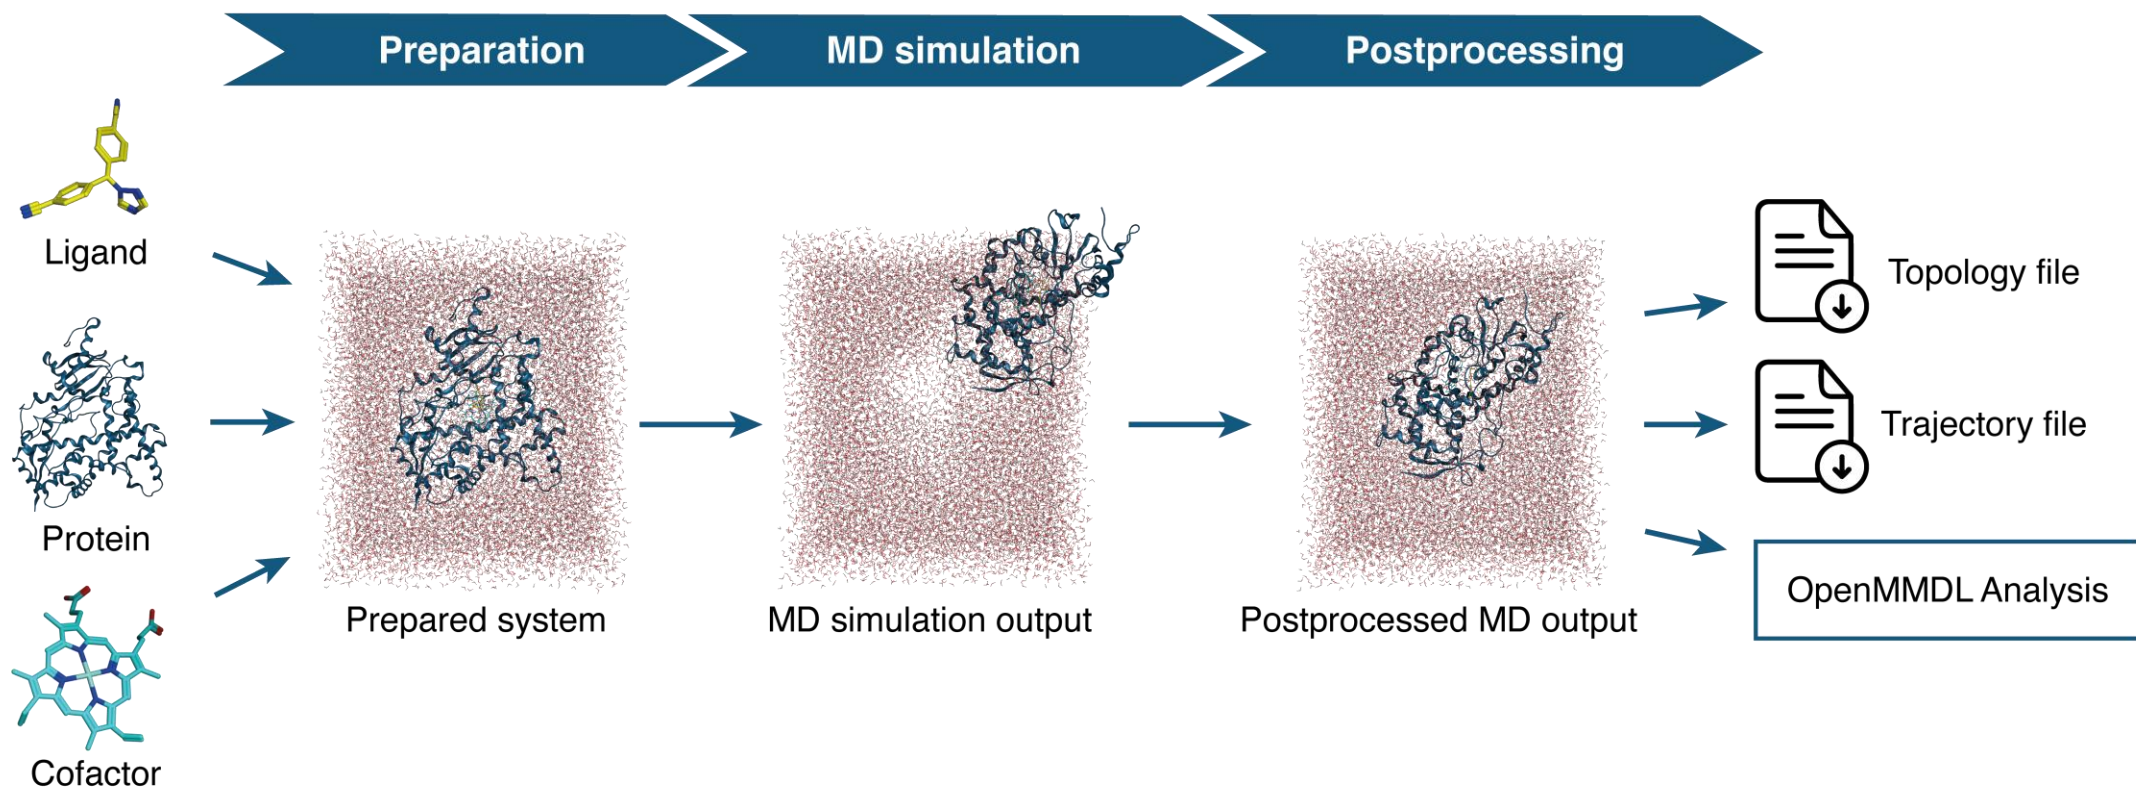 Preparation
MD simulation
Postprocessing
Ligand
Protein
Cofactor
Prepared system
MD simulation output
Postprocessed MD output
Topology file
Trajectory file
OpenMMDL Analysis